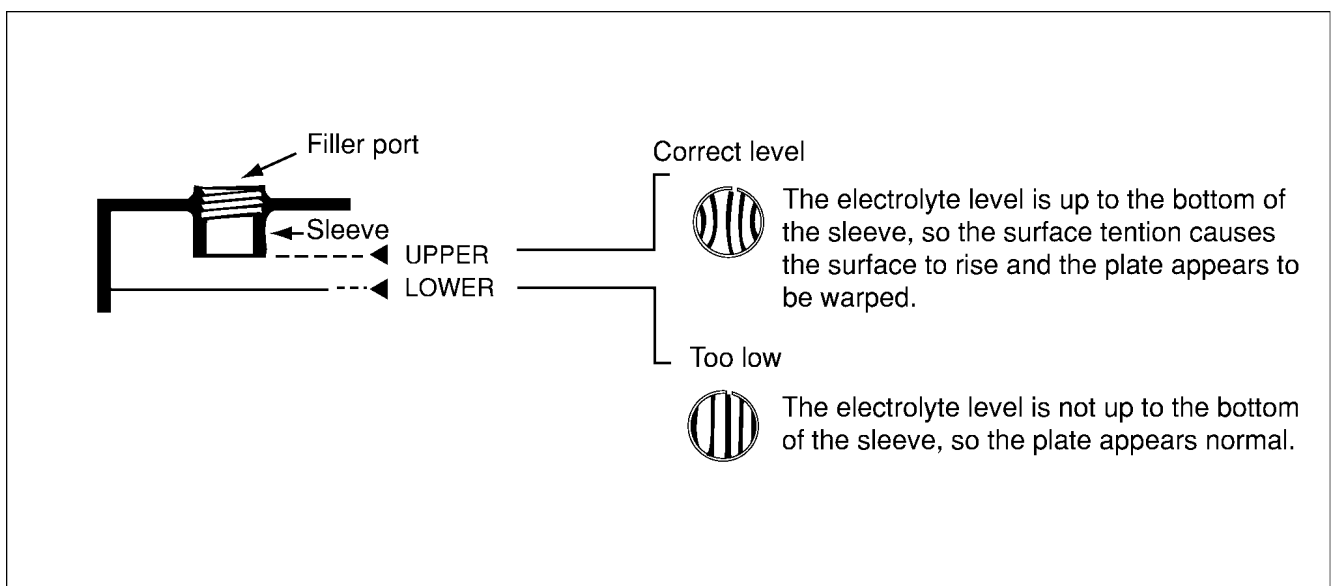 Filler port
Sleeve
UPPER
LOWER
Correct level
The electrolyte level is up to the bottom of
the sleeve, so the surface tention causes
the surface to rise and the plate appears to
be warped.
Too low
The electrolyte level is not up to the bottom
of the sleeve, so the plate appears normal.